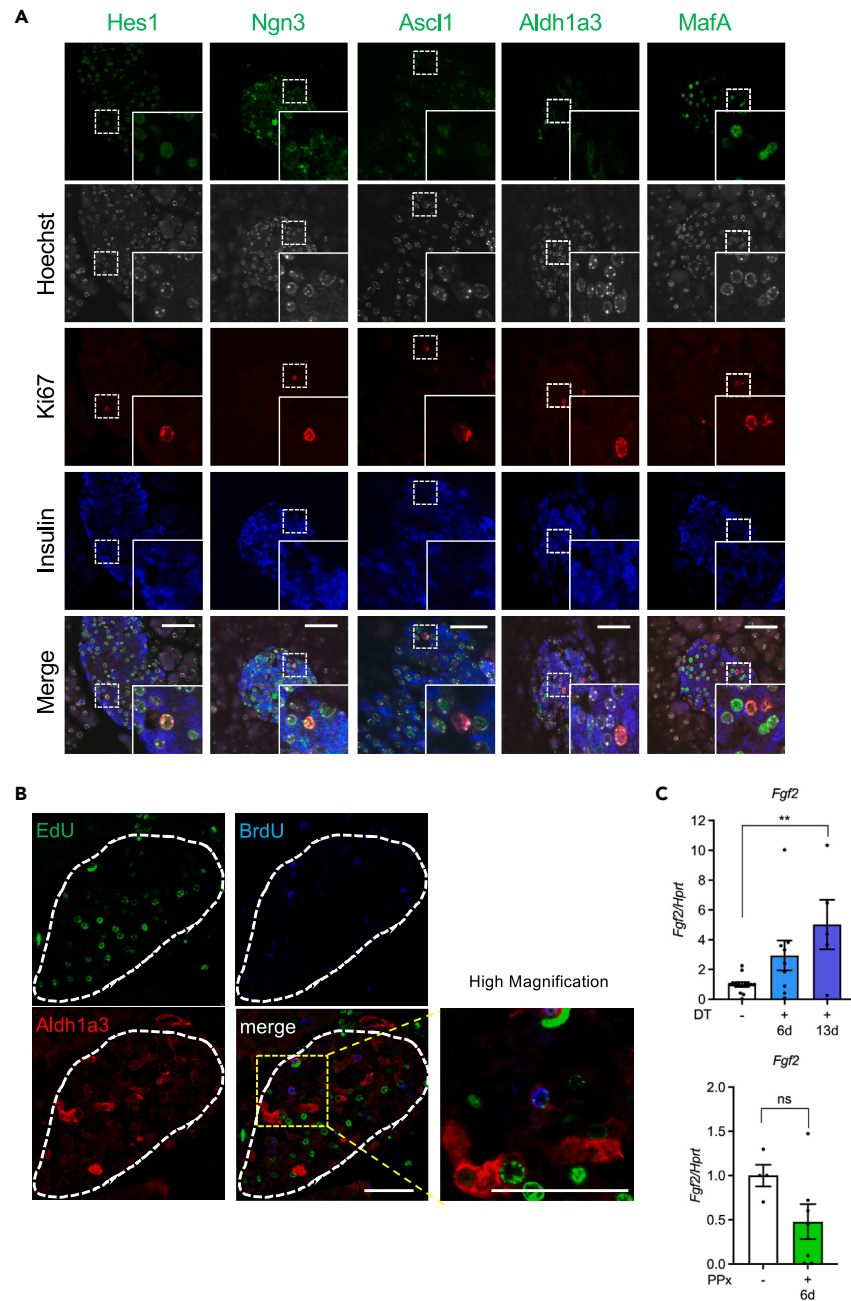 A
Hes1 Ngn3 Ascl1 Aldh1a3 MafA
Hoechst
Ki67
Insulin
Merge
B
EdU BrdU
High Magnification
Aldh1a3 merge
C
Fgf2
**
Fgf2/Hprt
12
10
8
6
4
2
0
DT - + +
6d 13d
Fgf2
ns
Fgf2/Hprt
2.0
1.5
1.0
0.5
0.0
PPx - +
6d